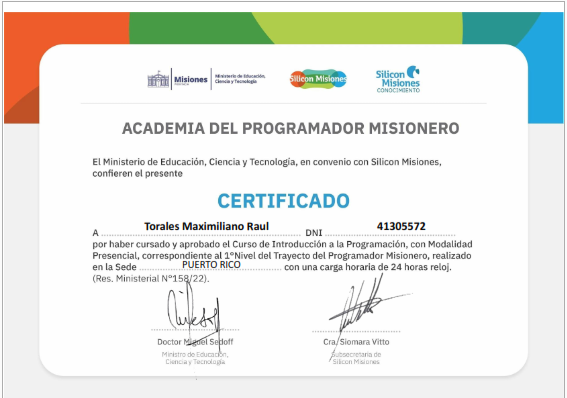 Misiones
Ministerio de Educación,
Ciencia y Tecnología
Silicon Misiones
Silicon
Misiones
CONOCIMIENTO
ACADEMIA DEL PROGRAMADOR MISIONERO
El Ministerio de Educación, Ciencia y Tecnología, en convenio con Silicon Misiones,
confieren el presente
CERTIFICADO
A Torales Maximiliano Raul DNI 41305572
por haber cursado y aprobado el Curso de Introducción a la Programación, con Modalidad
Presencial, correspondiente al 1°Nivel del Trayecto del Programador Misionero, realizado
en la Sede PUERTO RICO con una carga horaria de 24 horas reloj.
(Res. Ministerial N°158/22).
Doctor Miguel Sedoff Cra. Siomara Vitto
Ministro de Educación, Subsecretaria de
Ciencia y Tecnología Silicon Misiones